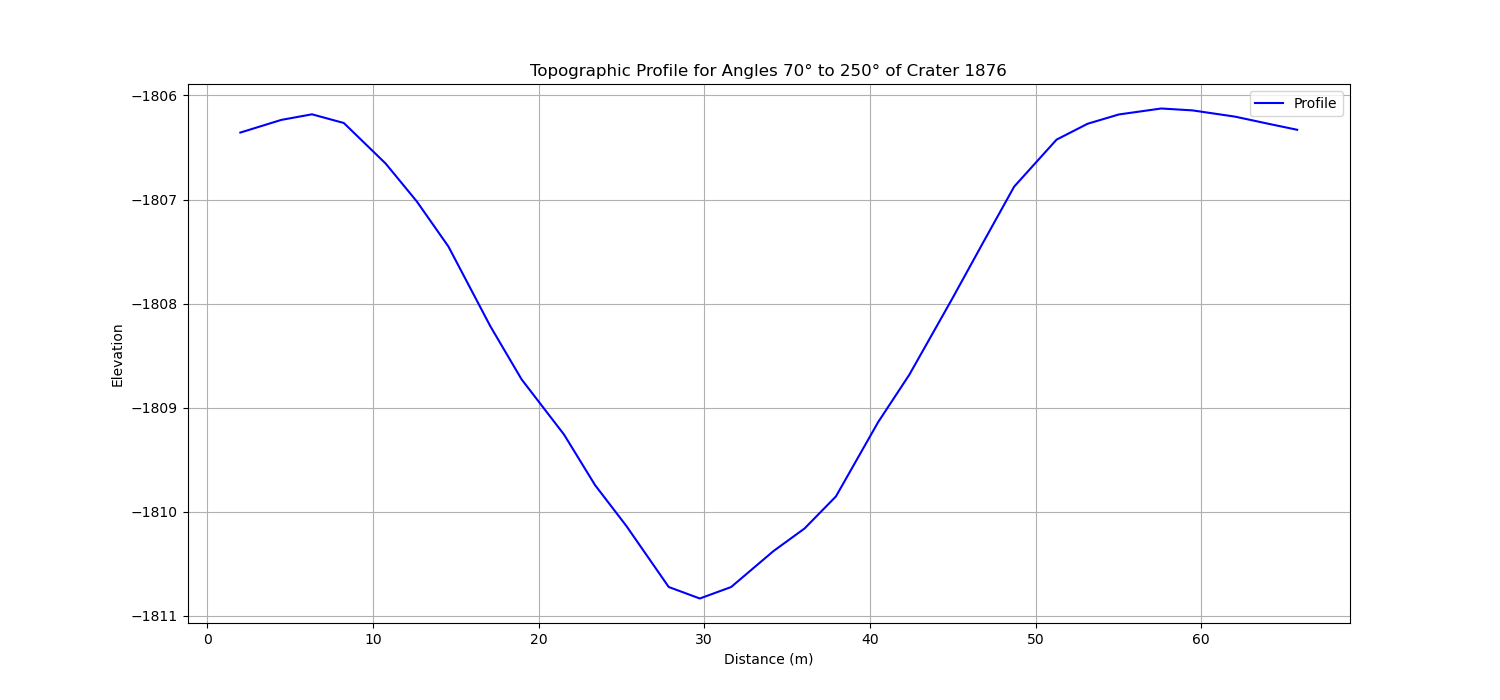 Topographic Profile for Angles 70° to 250° of Crater 1876
Profile
−1806
−1807
−1808
−1809
−1810
−1811
Elevation
0 10 20 30 40 50 60
Distance (m)